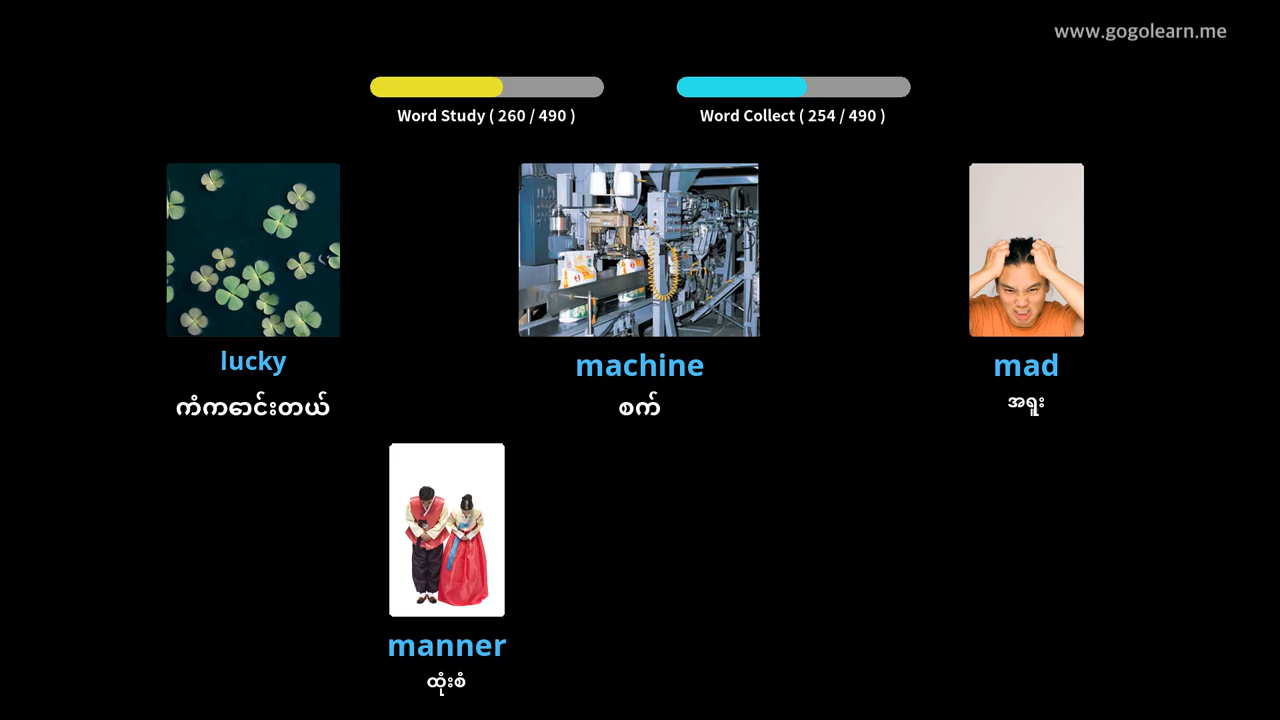 www.gogolearn.me
Word Study ( 260 / 490 )
Word Collect ( 254 / 490 )
lucky
ကံကောင်းတယ်
machine
စက်
mad
အရူး
manner
ထုံးစံ